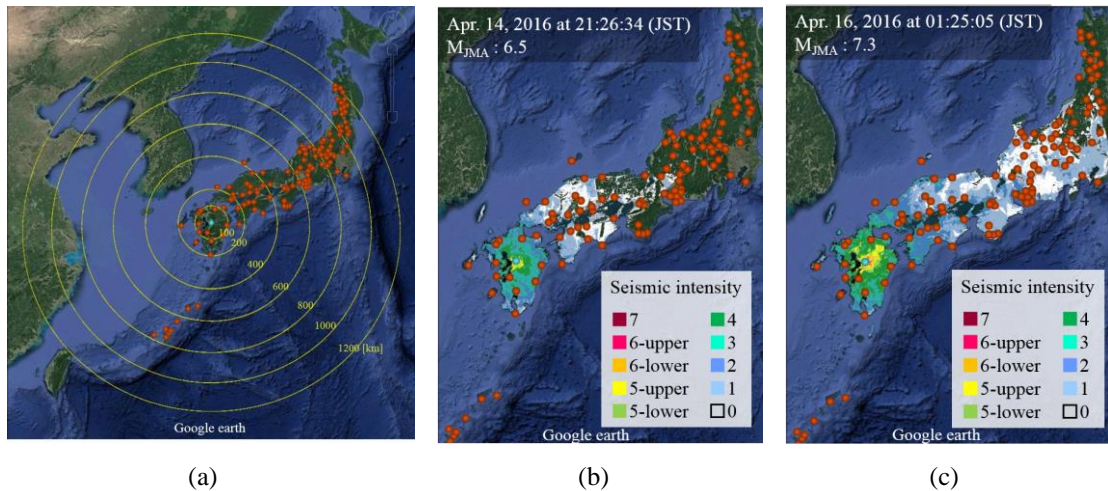 100
200
400
600
800
1000
1200 [km]
Google earth
(a)
Apr. 14, 2016 at 21:26:34 (JST)
MJMA : 6.5
Seismic intensity
7 4
6-upper 3
6-lower 2
5-upper 1
5-lower 0
Google earth
(b)
Apr. 16, 2016 at 01:25:05 (JST)
MJMA : 7.3
Seismic intensity
7 4
6-upper 3
6-lower 2
5-upper 1
5-lower 0
Google earth
(c)